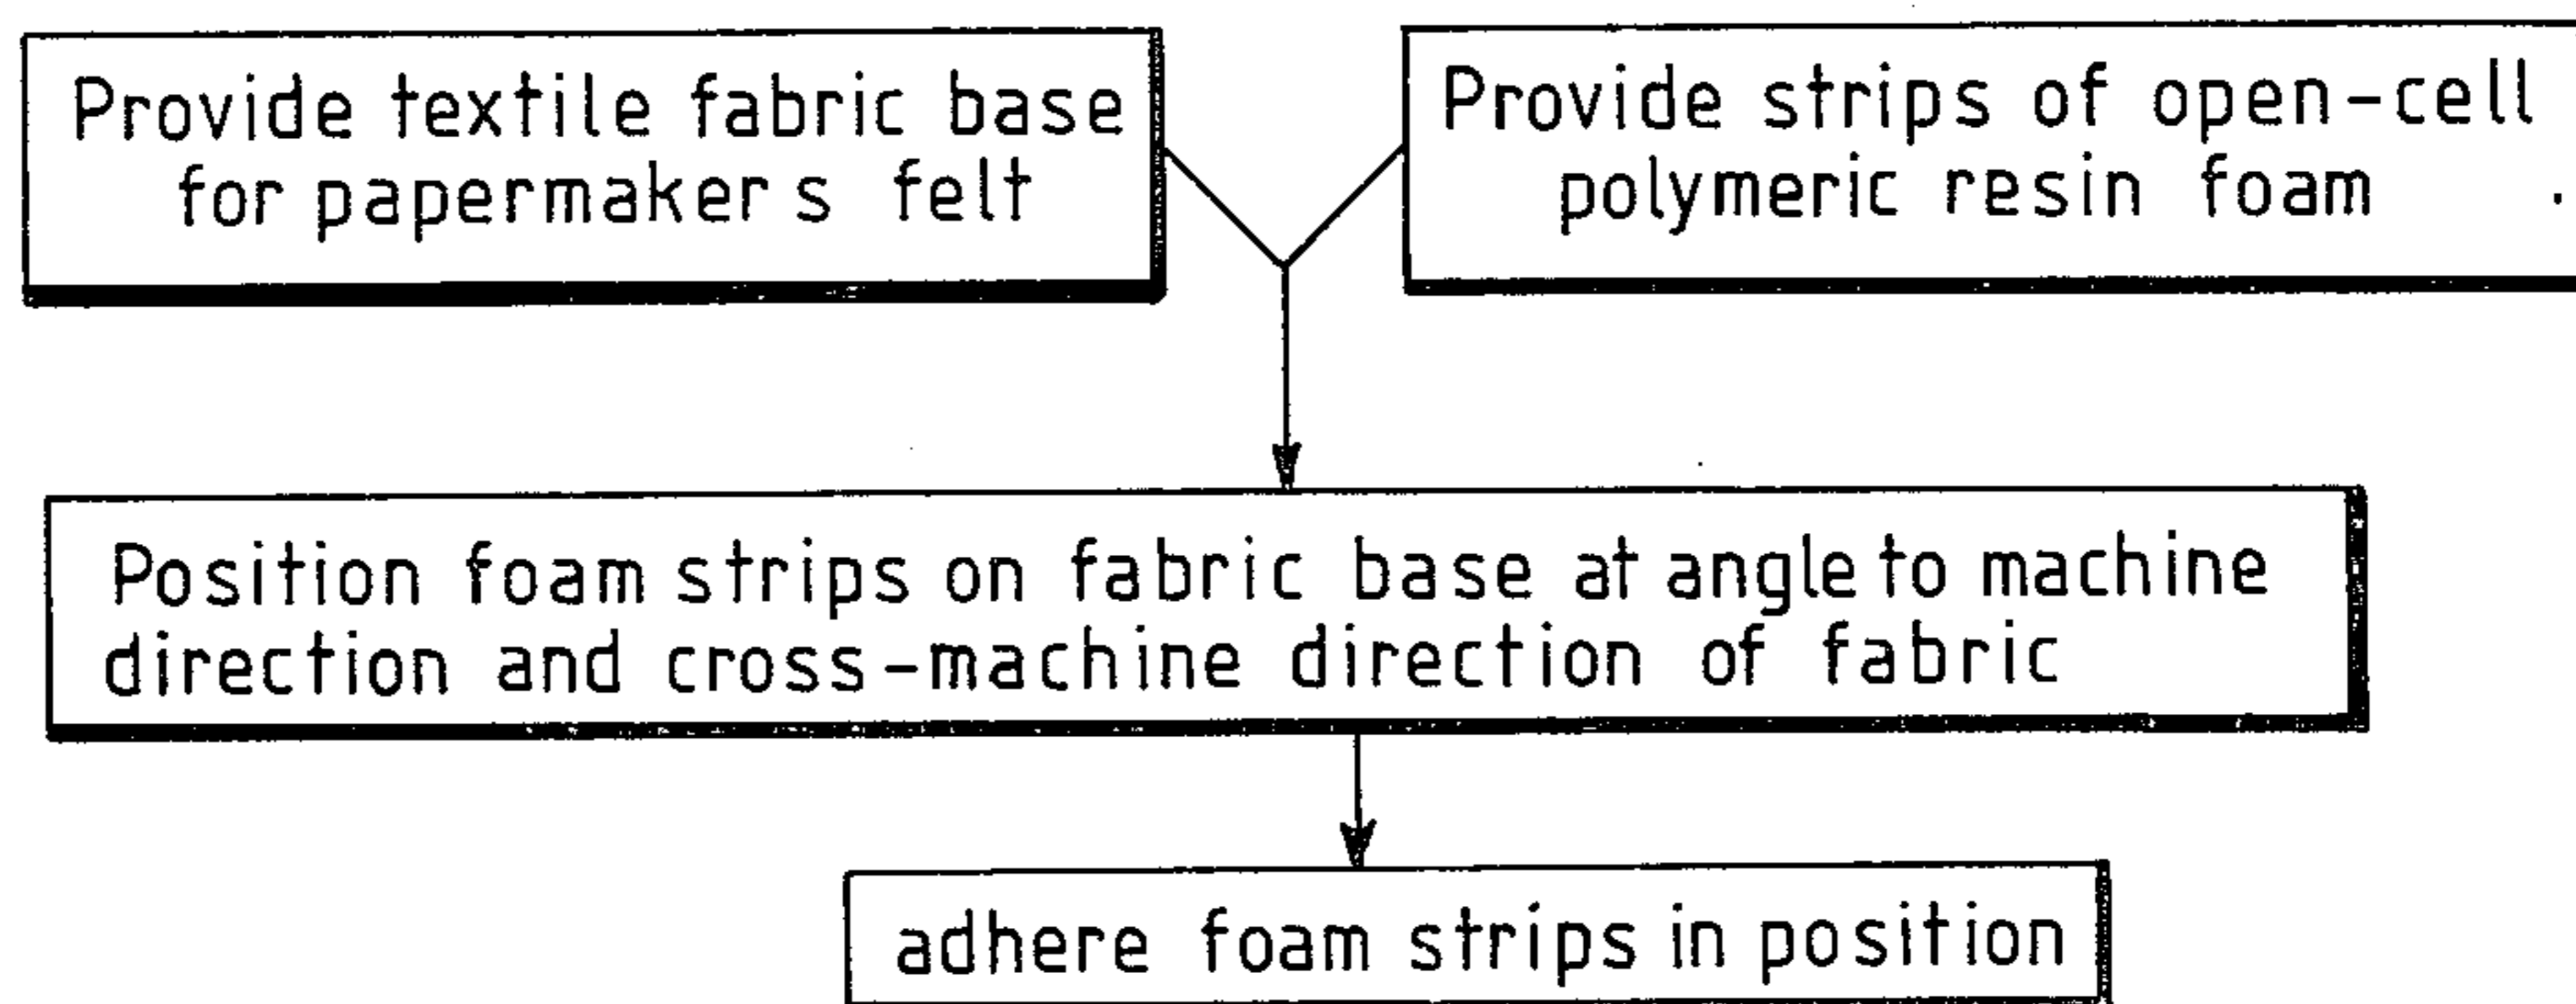 Provide textile fabric base
for papermakers felt
Provide strips of open-cell
polymeric resin foam
Position foam strips on fabric base at angle to machine
direction and cross-machine direction of fabric
adhere foam strips in position